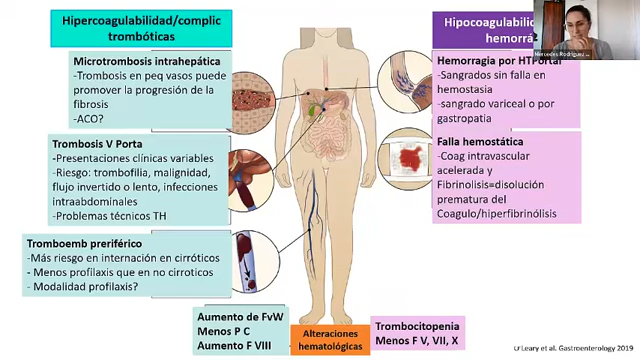 Hipercoagulabilidad/complic
trombóticas
Microtrombosis intrahepática
-Trombosis en peq vasos puede
promover la progresión de la
fibrosis
-ACO?
Trombosis V Porta
-Presentaciones clínicas variables
-Riesgo: trombofilia, malignidad,
flujo invertido o lento, infecciones
intraabdominales
-Problemas técnicos TH
Tromboemb preriférico
-Más riesgo en internación en cirróticos
- Menos profilaxis que en no cirroticos
- Modalidad profilaxis?
Aumento de FvW
Menos P C
Aumento F VIII
Alteraciones
hematológicas
Trombocitopenia
Menos F V, VII, X
Hemorragia por HTPortal
-Sangrados sin falla en
hemostasia
-sangrado variceal o por
gastropatia
Falla hemostática
-Coag intravascular
acelerada y
Fibrinolisis=disolución
prematura del
Coagulo/hiperfibrinólisis
Mercedes Rodriguez
O'Leary et al. Gastroenterology 2019